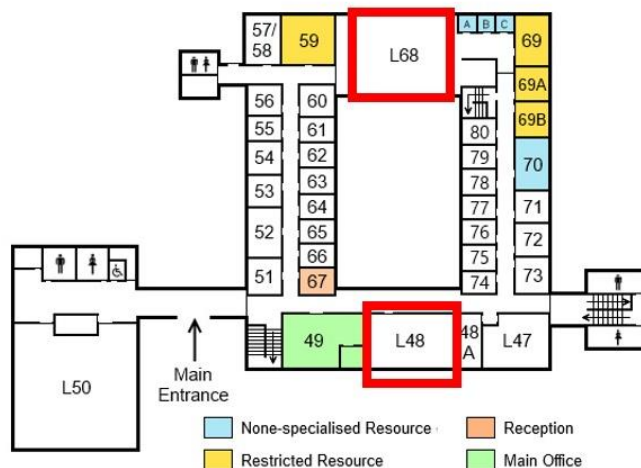 57/
58
59
L68
A B C
69
69A
69B
70
71
72
73
56
55
54
53
52
51
60
61
62
63
64
65
66
67
80
79
78
77
76
75
74
49
L48
48
A
L47
L50
Main
Entrance
None-specialised Resource
Restricted Resource
Reception
Main Office